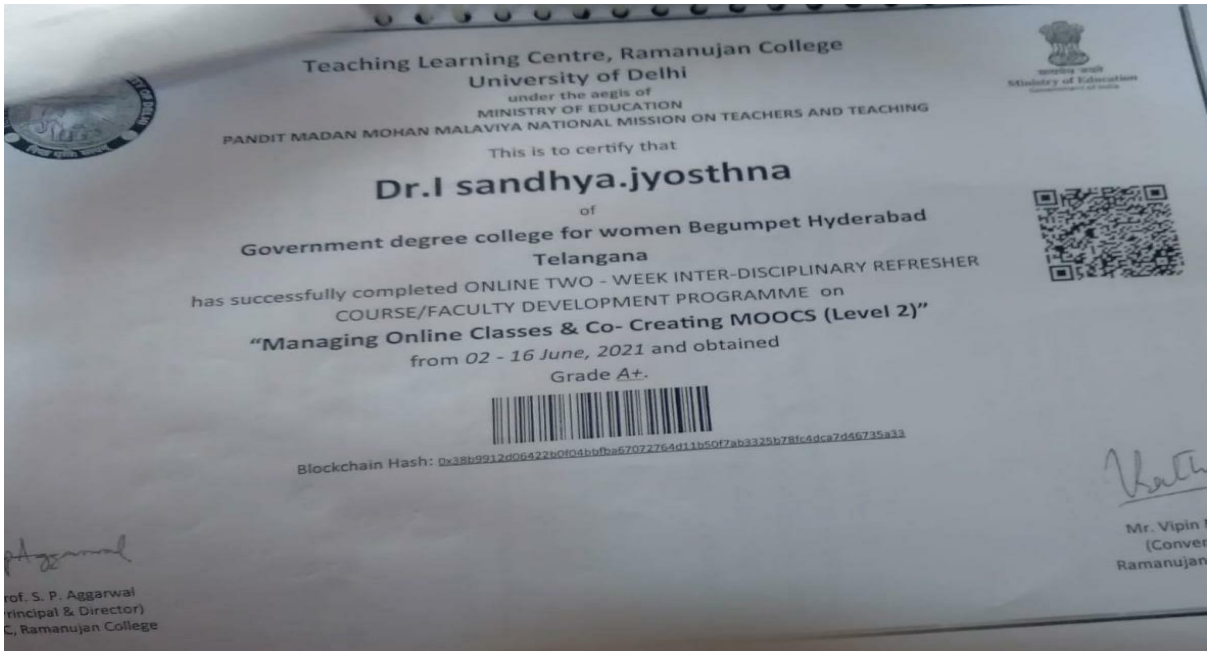 Teaching Learning Centre, Ramanujan College
University of Delhi
under the aegis of
MINISTRY OF EDUCATION
PANDIT MADAN MOHAN MALAVIYA NATIONAL MISSION ON TEACHERS AND TEACHING
Ministry of Education
Government of India
This is to certify that
Dr.I sandhya.jyosthna
of
Government degree college for women Begumpet Hyderabad
Telangana
has successfully completed ONLINE TWO - WEEK INTER-DISCIPLINARY REFRESHER
COURSE/FACULTY DEVELOPMENT PROGRAMME on
“Managing Online Classes & Co- Creating MOOCS (Level 2)”
from 02 - 16 June, 2021 and obtained
Grade A+.
Blockchain Hash: 0x38b9912d06422b0f04bbfba67072764d11b50f7ab3325b78fc4dca7d46735a33
rof. S. P. Aggarwal
rincipal & Director)
C, Ramanujan College
Mr. Vipin
(Conver
Ramanujan